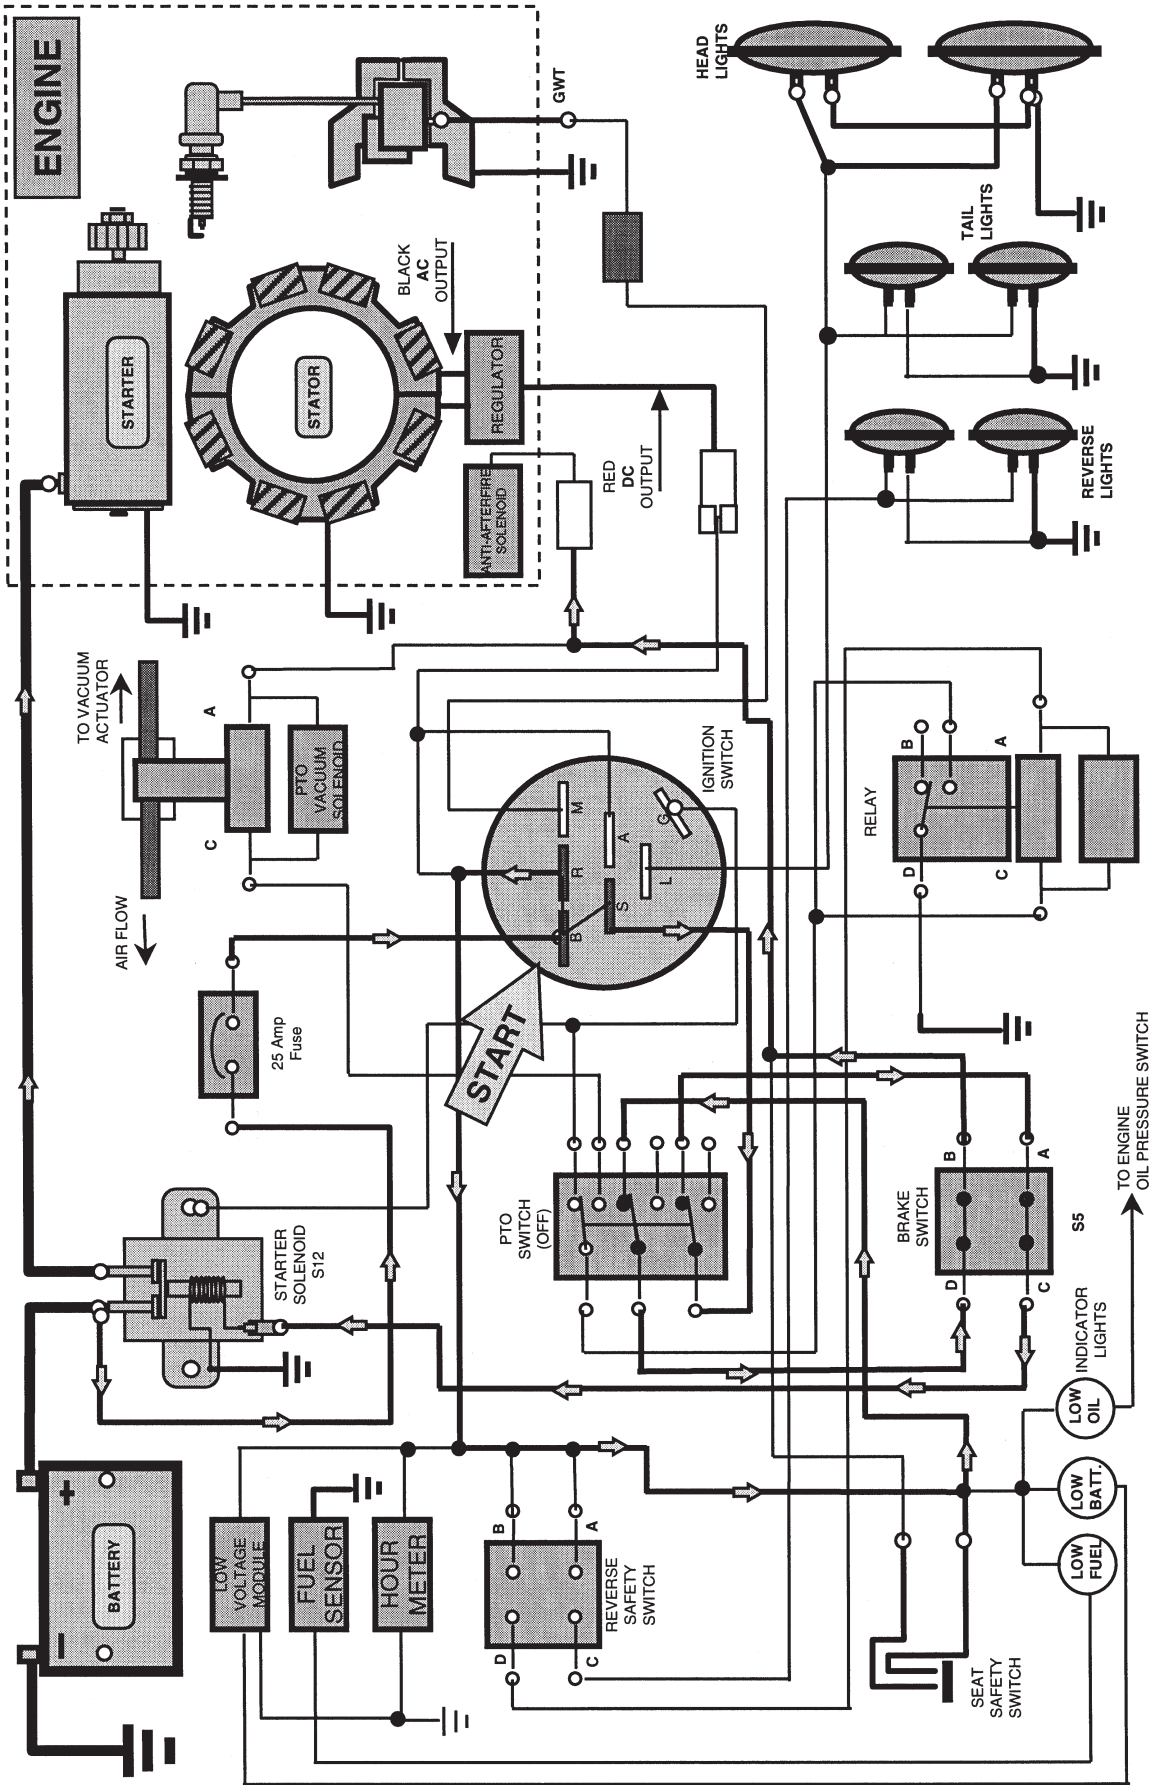 ENGINE
HEAD
LIGHTS
GWT
STARTER
TAIL
LIGHTS
BLACK
AC
OUTPUT
STATOR
REGULATOR
ANTI-AFTERFIRE
SOLENOID
RED
DC
OUTPUT
REVERSE
LIGHTS
TO VACUUM
ACTUATOR
A
C
PTO
VACUUM
SOLENOID
AIR FLOW
IGNITION
SWITCH
M
A
G
R
L
B
S
START
RELAY
B
A
D
C
25 Amp
Fuse
STARTER
SOLENOID
S12
PTO
SWITCH
(OFF)
BRAKE
SWITCH
B
A
D
C
S5
TO ENGINE
OIL PRESSURE SWITCH
INDICATOR
LIGHTS
LOW
OIL
LOW
BATT.
LOW
FUEL
+
BATTERY
–
LOW
VOLTAGE
MODULE
FUEL
SENSOR
HOUR
METER
B
A
D
C
REVERSE
SAFETY
SWITCH
SEAT
SAFETY
SWITCH